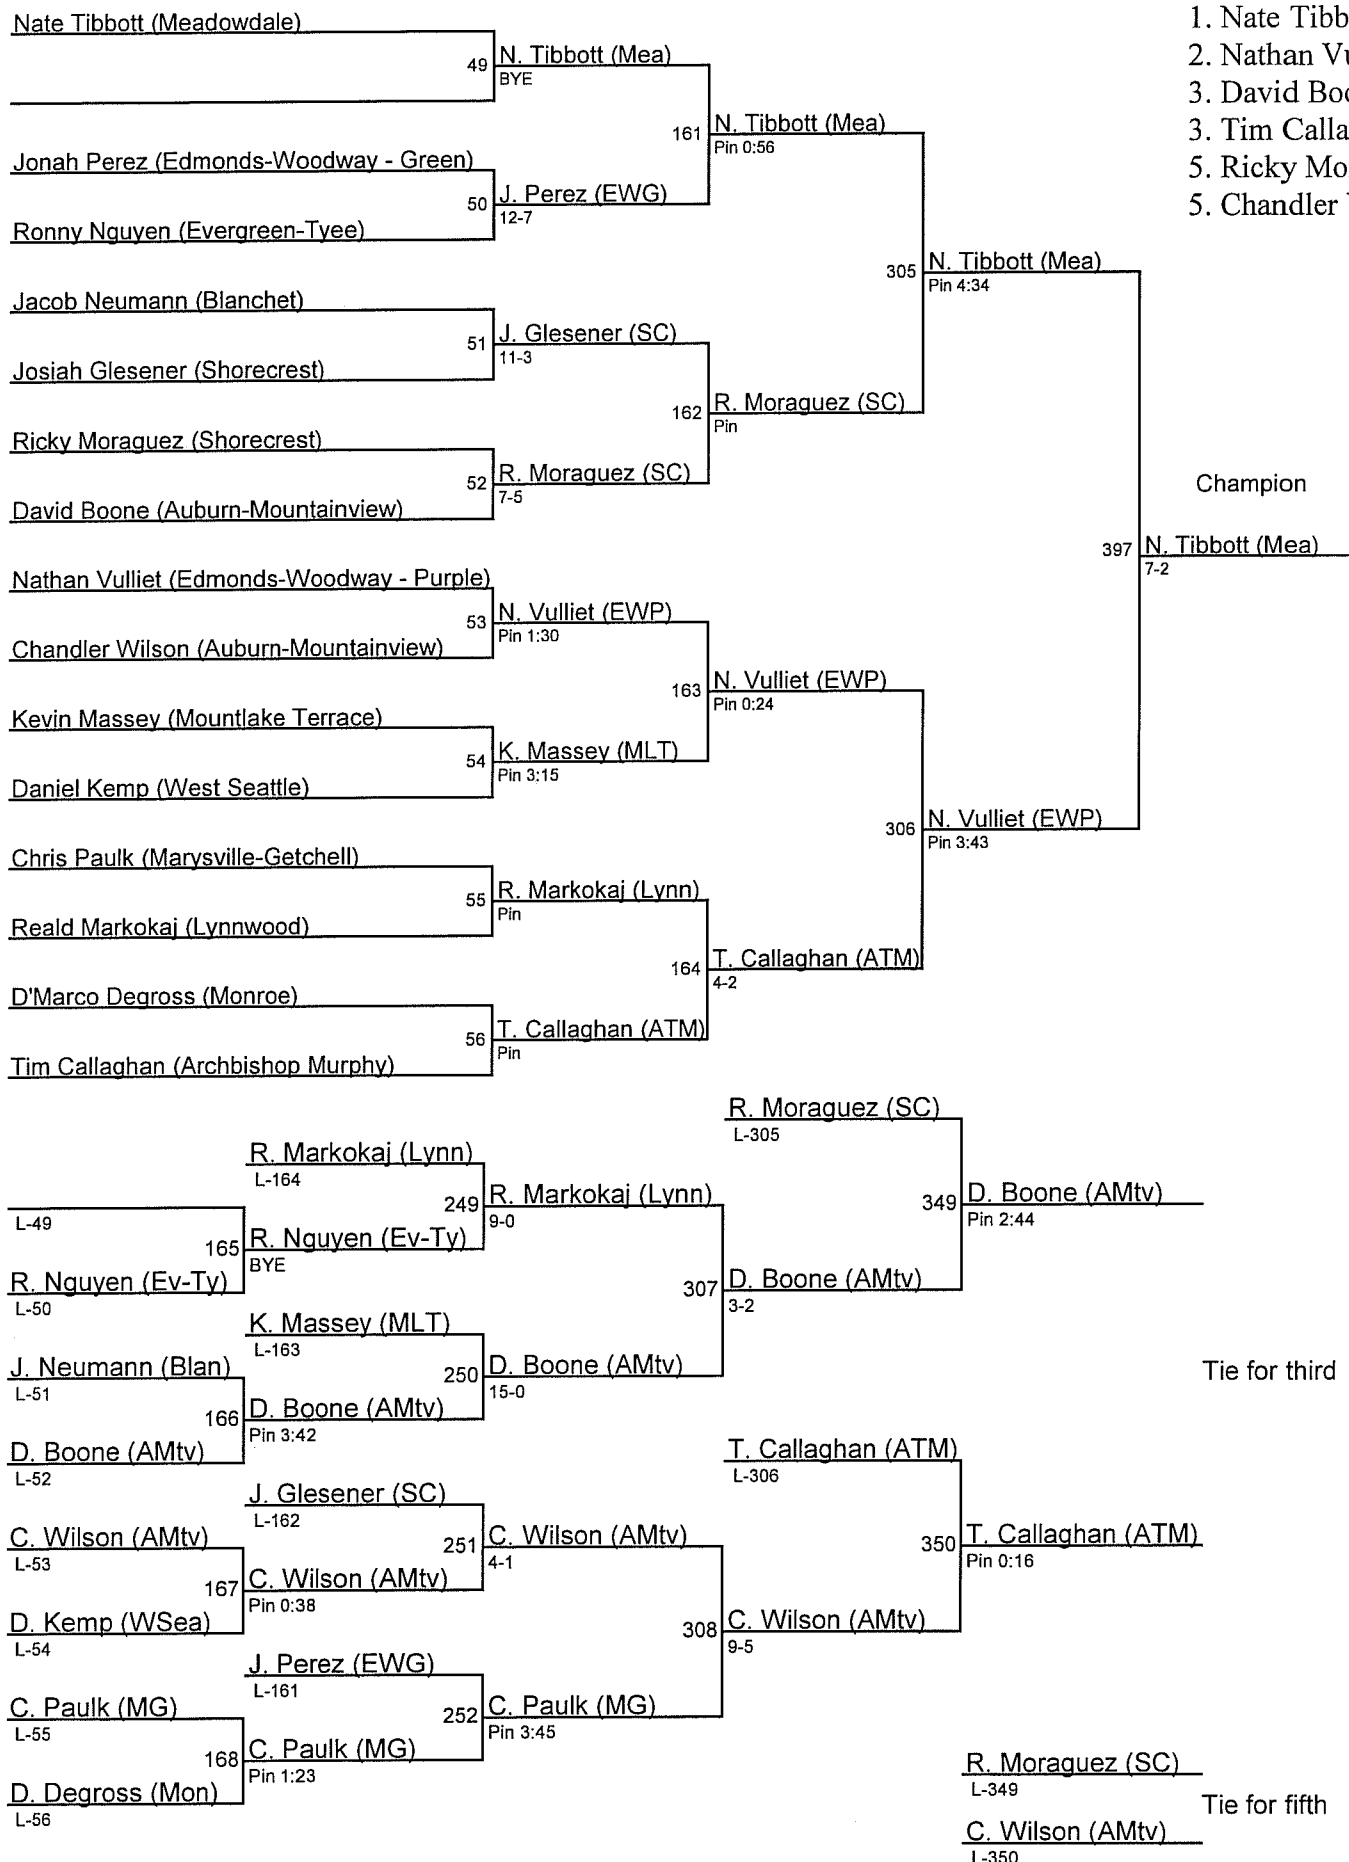 Nate Tibbott (Meadowdale)
49 N. Tibbott (Mea)
BYE
161 N. Tibbott (Mea)
Pin 0:56
Jonah Perez (Edmonds-Woodway - Green)
50 J. Perez (EWG)
12-7
Ronny Nguyen (Evergreen-Tyee)
305 N. Tibbott (Mea)
Pin 4:34
Jacob Neumann (Blanchet)
51 J. Glesener (SC)
11-3
Josiah Glesener (Shorecrest)
162 R. Moraguez (SC)
Pin
Ricky Moraguez (Shorecrest)
52 R. Moraguez (SC)
7-5
David Boone (Auburn-Mountainview)
Champion
397 N. Tibbott (Mea)
7-2
Nathan Vulliet (Edmonds-Woodway - Purple)
53 N. Vulliet (EWP)
Pin 1:30
Chandler Wilson (Auburn-Mountainview)
163 N. Vulliet (EWP)
Pin 0:24
Kevin Massey (Mountlake Terrace)
54 K. Massey (MLT)
Pin 3:15
Daniel Kemp (West Seattle)
306 N. Vulliet (EWP)
Pin 3:43
Chris Paulk (Marysville-Getchell)
55 R. Markokaj (Lynn)
Pin
Reald Markokaj (Lynnwood)
164 T. Callaghan (ATM)
4-2
D'Marco Degross (Monroe)
56 T. Callaghan (ATM)
Pin
Tim Callaghan (Archbishop Murphy)
1. Nate Tibb
2. Nathan Vu
3. David Boo
3. Tim Calla
5. Ricky Mo
5. Chandler
R. Moraguez (SC)
L-305
R. Markokaj (Lynn)
L-164
249 R. Markokaj (Lynn)
9-0
349 D. Boone (AMtv)
Pin 2:44
L-49
165 R. Nguyen (Ev-Ty)
BYE
R. Nguyen (Ev-Ty)
L-50
307 D. Boone (AMtv)
3-2
K. Massey (MLT)
L-163
J. Neumann (Blan)
L-51
250 D. Boone (AMtv)
15-0
Tie for third
166 D. Boone (AMtv)
Pin 3:42
D. Boone (AMtv)
L-52
T. Callaghan (ATM)
L-306
J. Glesener (SC)
L-162
C. Wilson (AMtv)
L-53
251 C. Wilson (AMtv)
4-1
350 T. Callaghan (ATM)
Pin 0:16
167 C. Wilson (AMtv)
Pin 0:38
D. Kemp (WSea)
L-54
308 C. Wilson (AMtv)
9-5
J. Perez (EWG)
L-161
C. Paulk (MG)
L-55
252 C. Paulk (MG)
Pin 3:45
168 C. Paulk (MG)
Pin 1:23
D. Degross (Mon)
L-56
R. Moraguez (SC)
L-349
Tie for fifth
C. Wilson (AMtv)
L-350